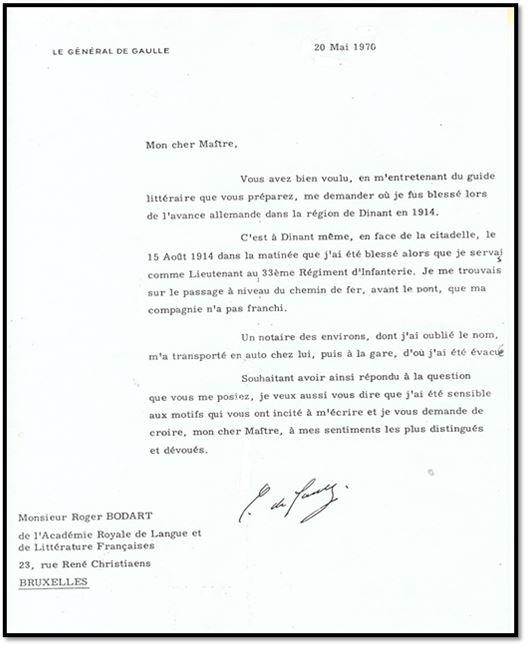 LE GÉNÉRAL DE GAULLE
20 Mai 1970
Mon cher Maître,
Vous avez bien voulu, en m'entretenant du guide
littéraire que vous préparez, me demander où je fus blessé lors
de l'avance allemande dans la région de Dinant en 1914.
C'est à Dinant même, en face de la citadelle, le
15 Août 1914 dans la matinée que j'ai été blessé alors que je servais
comme Lieutenant au 33ème Régiment d'Infanterie. Je me trouvais
sur le passage à niveau du chemin de fer, avant le pont, que ma
compagnie n'a pas franchi.
Un notaire des environs, dont j'ai oublié le nom,
m'a transporté en auto chez lui, puis à la gare, d'où j'ai été évacué
Souhaitant avoir ainsi répondu à la question
que vous me posiez, je veux aussi vous dire que j'ai été sensible
aux motifs qui vous ont incité à m'écrire et je vous demande de
croire, mon cher Maître, à mes sentiments les plus distingués
et dévoués.
C. de Gaulle.
Monsieur Roger BODART
de l'Académie Royale de Langue et
de Littérature Françaises
23, rue René Christiaens
BRUXELLES